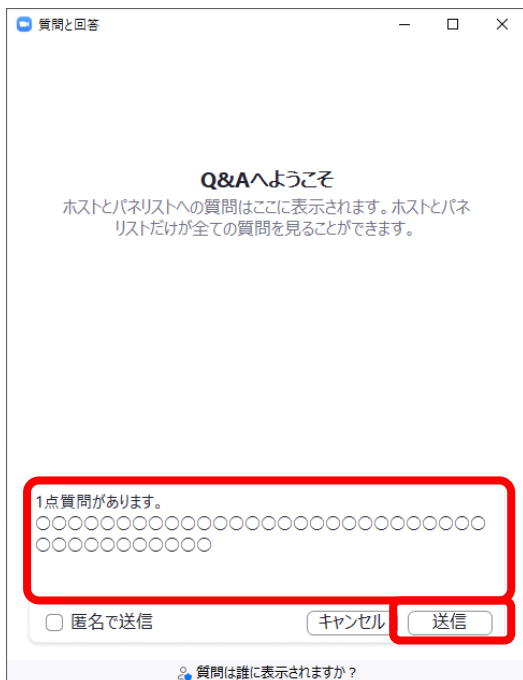 質問と回答
Q&Aへようこそ
ホストとパネリストへの質問はここに表示されます。ホストとパネ
リストだけが全ての質問を見ることができます。
1点質問があります。
○○○○○○○○○○○○○○○○○○○○○○○○○○○○
○○○○○○○○○○○
匿名で送信
キャンセル
送信
質問は誰に表示されますか？